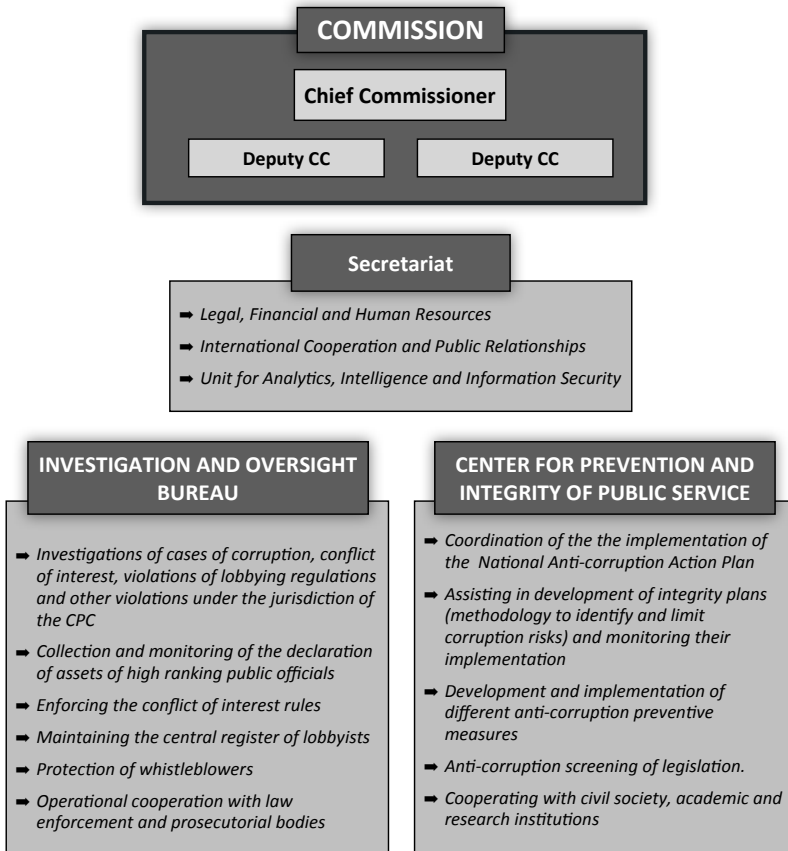 COMMISSION
Chief Commissioner
Deputy CC
Deputy CC
Secretariat
➡ Legal, Financial and Human Resources
➡ International Cooperation and Public Relationships
➡ Unit for Analytics, Intelligence and Information Security
INVESTIGATION AND OVERSIGHT
BUREAU
➡ Investigations of cases of corruption, conflict
of interest, violations of lobbying regulations
and other violations under the jurisdiction of
the CPC
➡ Collection and monitoring of the declaration
of assets of high ranking public officials
➡ Enforcing the conflict of interest rules
➡ Maintaining the central register of lobbyists
➡ Protection of whistleblowers
➡ Operational cooperation with law
enforcement and prosecutorial bodies
CENTER FOR PREVENTION AND
INTEGRITY OF PUBLIC SERVICE
➡ Coordination of the the implementation of
the National Anti-corruption Action Plan
➡ Assisting in development of integrity plans
(methodology to identify and limit
corruption risks) and monitoring their
implementation
➡ Development and implementation of
different anti-corruption preventive
measures
➡ Anti-corruption screening of legislation.
➡ Cooperating with civil society, academic and
research institutions